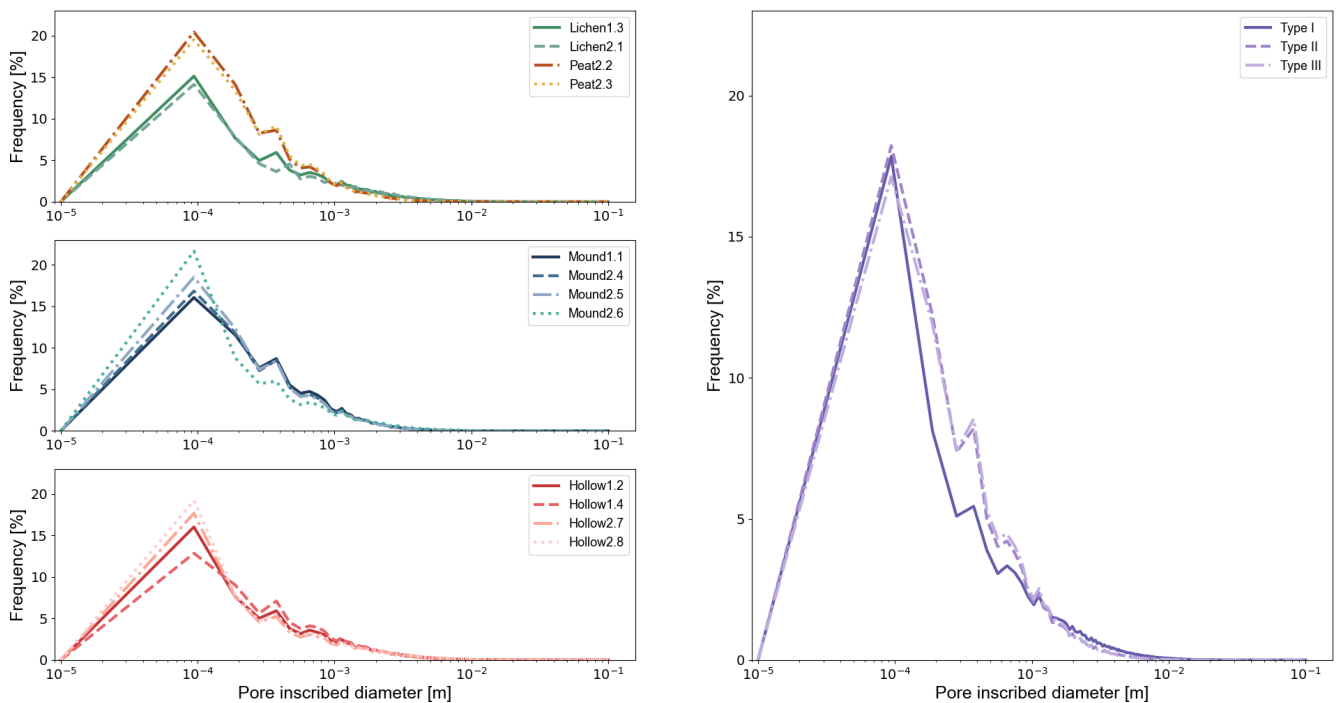 Frequency [%]
20
15
10
5
0
10⁻⁵
10⁻⁴
10⁻³
10⁻²
10⁻¹
Lichen1.3
Lichen2.1
Peat2.2
Peat2.3
Frequency [%]
20
15
10
5
0
10⁻⁵
10⁻⁴
10⁻³
10⁻²
10⁻¹
Mound1.1
Mound2.4
Mound2.5
Mound2.6
Frequency [%]
20
15
10
5
0
10⁻⁵
10⁻⁴
10⁻³
10⁻²
10⁻¹
Pore inscribed diameter [m]
Hollow1.2
Hollow1.4
Hollow2.7
Hollow2.8
Frequency [%]
20
15
10
5
0
10⁻⁵
10⁻⁴
10⁻³
10⁻²
10⁻¹
Pore inscribed diameter [m]
Type I
Type II
Type III